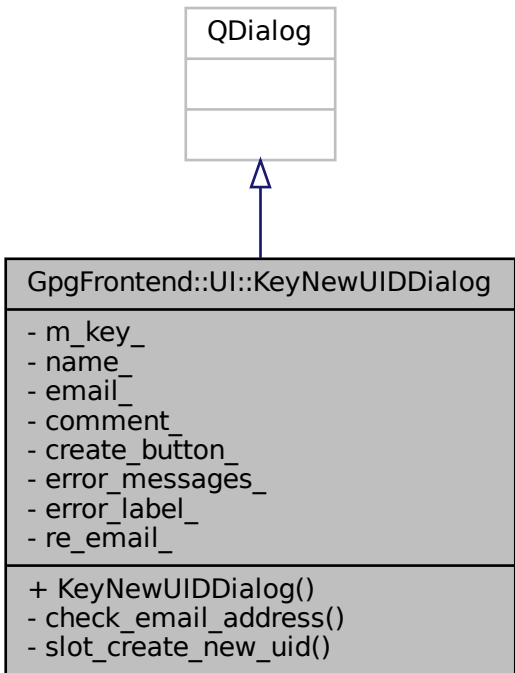 QDialog
GpgFrontend::UI::KeyNewUIDDialog
- m_key_
- name_
- email_
- comment_
- create_button_
- error_messages_
- error_label_
- re_email_
+ KeyNewUIDDialog()
- check_email_address()
- slot_create_new_uid()